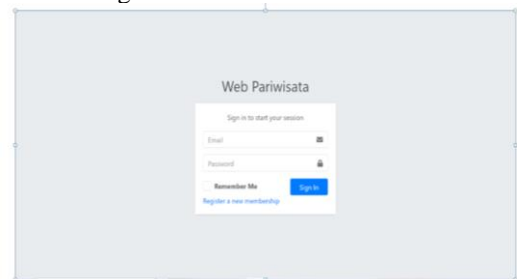 Web Pariwisata
Sign in to start your session
Email
Password
Remember Me
Sign In
Register a new membership